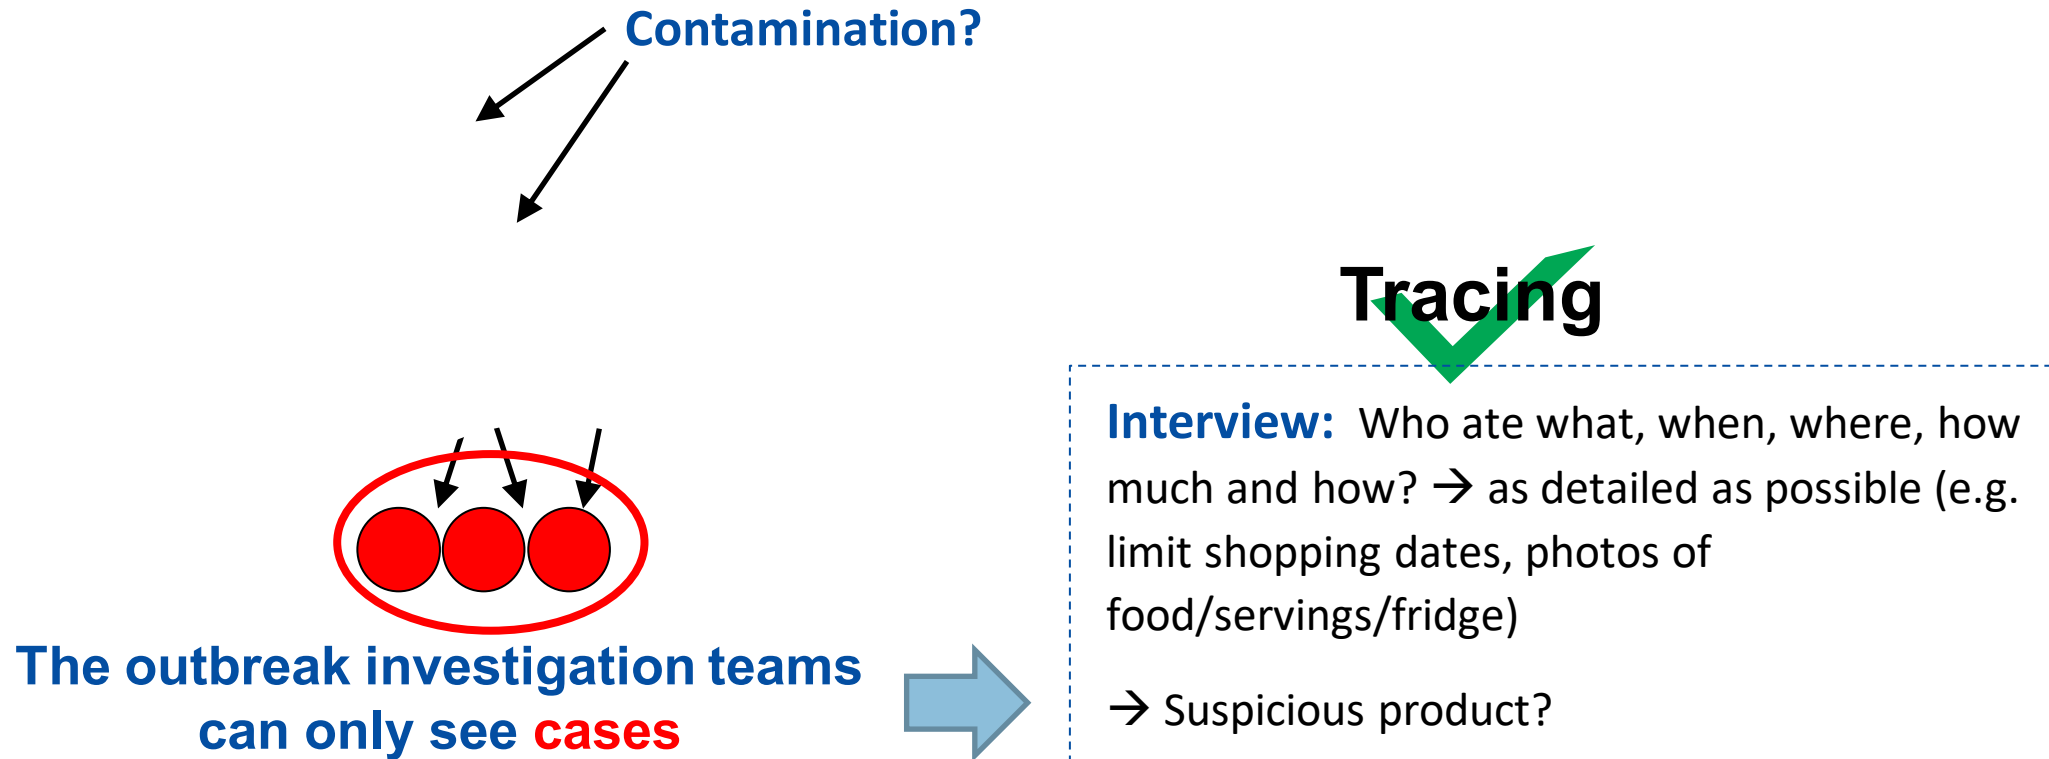 Contamination?
Tracing
Interview: Who ate what, when, where, how
much and how? → as detailed as possible (e.g.
limit shopping dates, photos of
food/servings/fridge)
→ Suspicious product?
The outbreak investigation teams
can only see cases